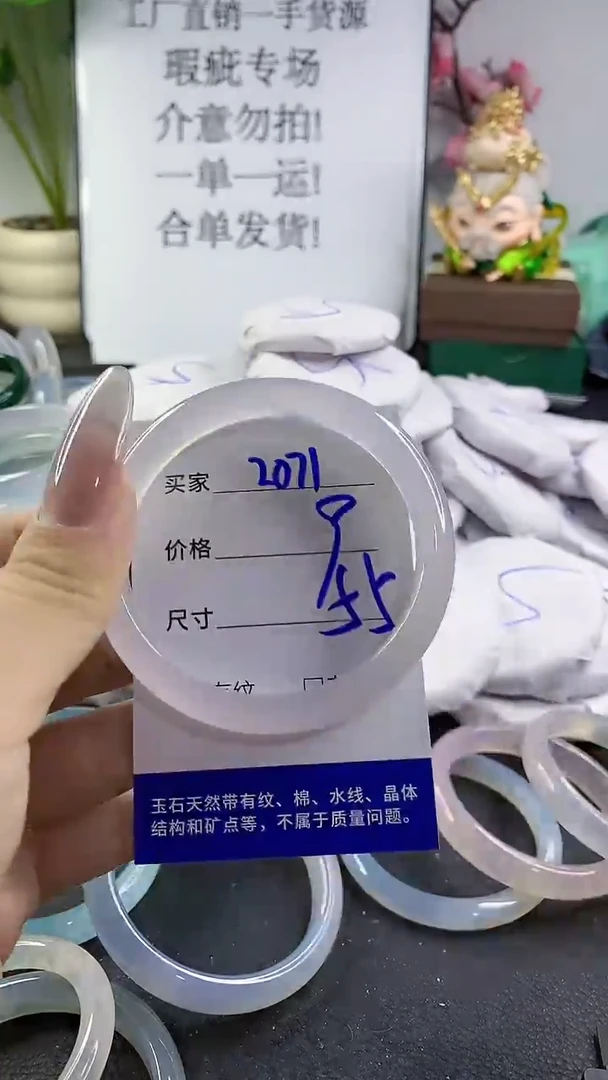 工厂直销一手货源
瑕疵专场
介意勿拍!
一单一运!
合单发货!
买家 2071
价格
尺寸 55
玉石天然带有纹、棉、水线、晶体
结构和矿点等，不属于质量问题。